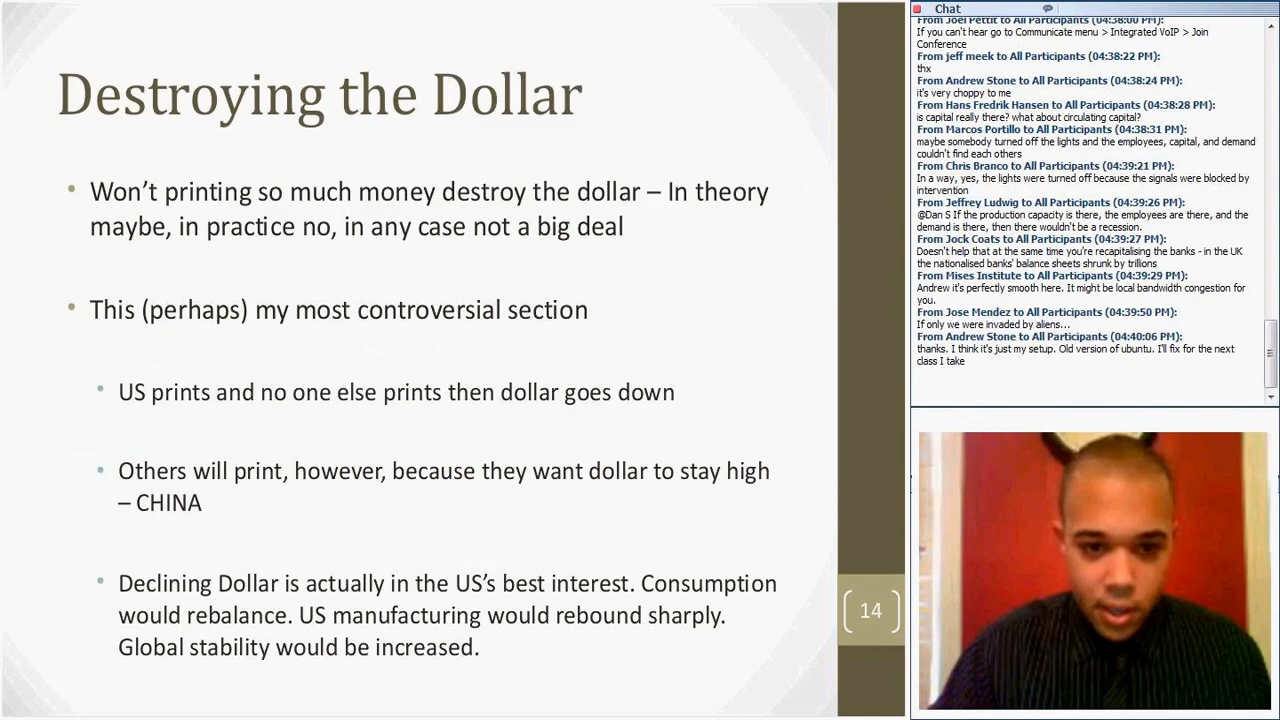 Destroying the Dollar
• Won’t printing so much money destroy the dollar – In theory
maybe, in practice no, in any case not a big deal
• This (perhaps) my most controversial section
• US prints and no one else prints then dollar goes down
• Others will print, however, because they want dollar to stay high
– CHINA
• Declining Dollar is actually in the US’s best interest. Consumption
would rebalance. US manufacturing would rebound sharply.
Global stability would be increased.
14
Chat
From Joel Pettit to All Participants (04:38:00 PM):
If you can't hear go to Communicate menu > Integrated VoIP > Join
Conference
From jeff meek to All Participants (04:38:22 PM):
thx
From Andrew Stone to All Participants (04:38:24 PM):
it's very choppy to me
From Hans Fredrik Hansen to All Participants (04:38:28 PM):
is capital really there? what about circulating capital?
From Marcos Portillo to All Participants (04:38:31 PM):
maybe somebody turned off the lights and the employees, capital, and demand
couldn't find each others
From Chris Branco to All Participants (04:39:21 PM):
In a way, yes, the lights were turned off because the signals were blocked by
intervention
From Jeffrey Ludwig to All Participants (04:39:26 PM):
@Dan S If the production capacity is there, the employees are there, and the
demand is there, then there wouldn't be a recession.
From Jock Coats to All Participants (04:39:27 PM):
Doesn't help that at the same time you're recapitalising the banks - in the UK
the nationalised banks' balance sheets shrunk by trillions
From Mises Institute to All Participants (04:39:29 PM):
Andrew it's perfectly smooth here. It might be local bandwidth congestion for
you.
From Jose Mendez to All Participants (04:39:50 PM):
If only we were invaded by aliens...
From Andrew Stone to All Participants (04:40:06 PM):
thanks. I think it's just my setup. Old version of ubuntu. I'll fix for the next
class I take